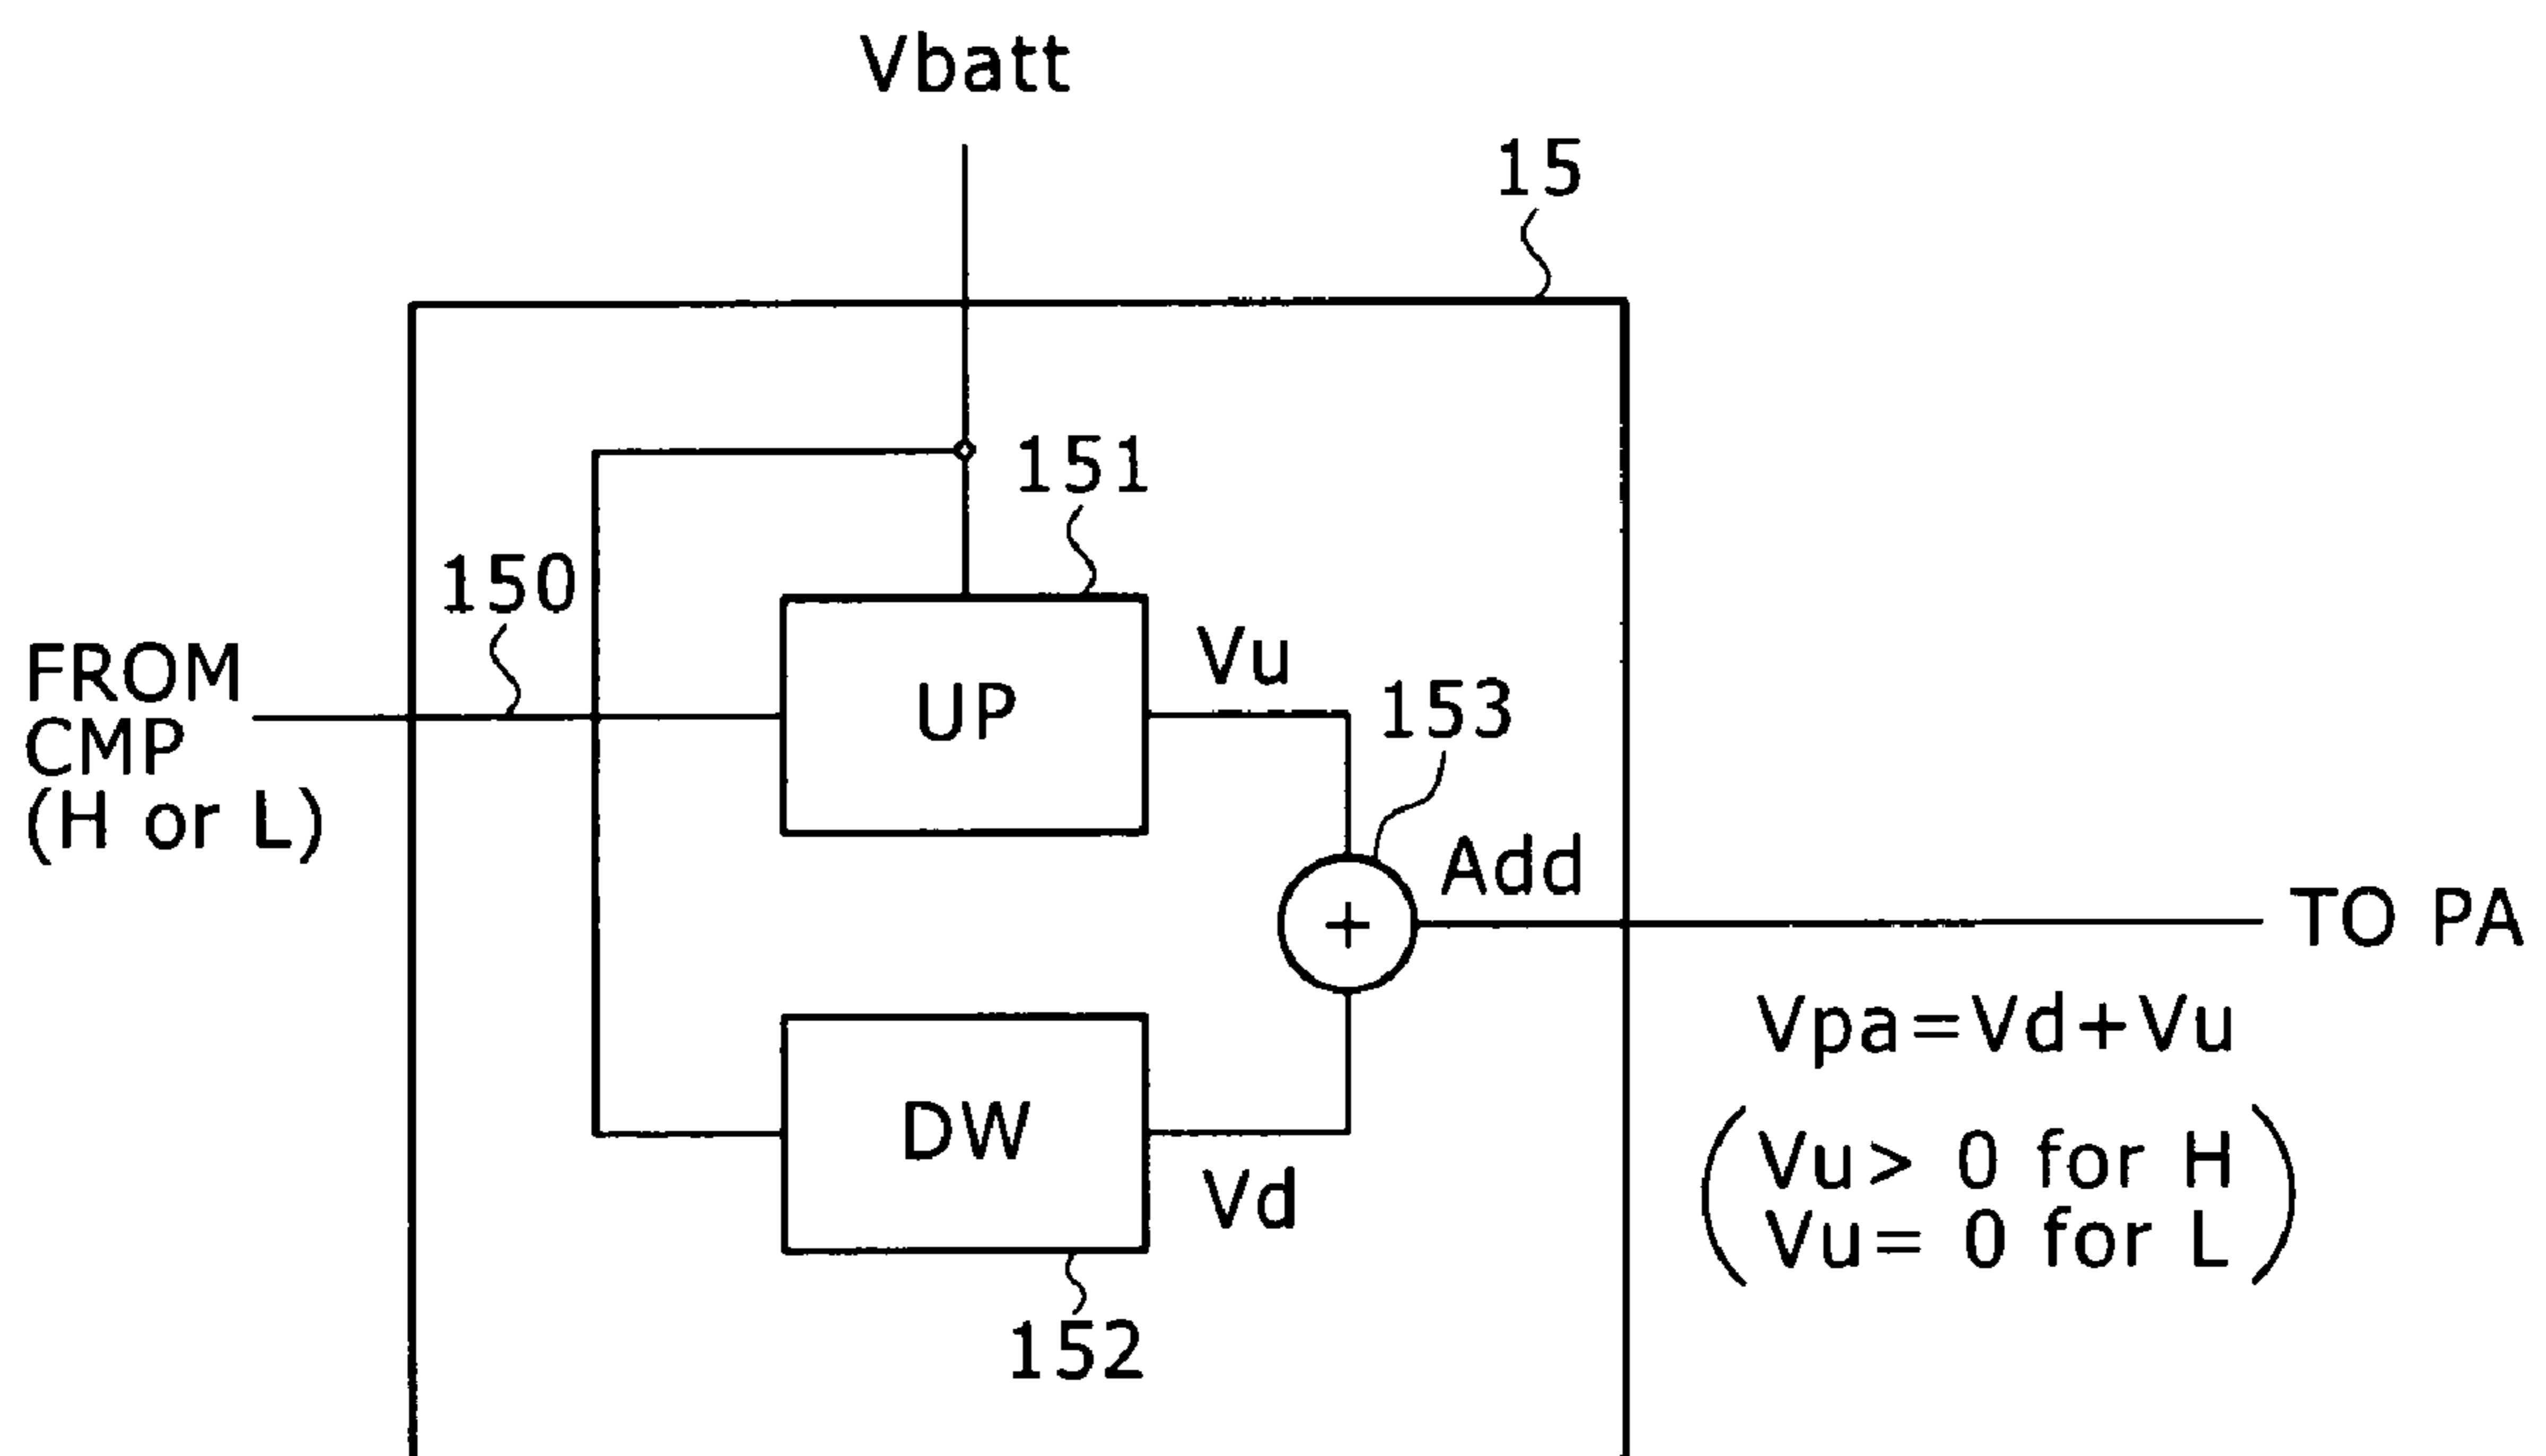 Vbatt
15
151
150
FROM
CMP
(H or L)
UP
Vu
153
Add
TO PA
Vpa=Vd+Vu
DW
Vd
Vu> 0 for H
Vu= 0 for L
152